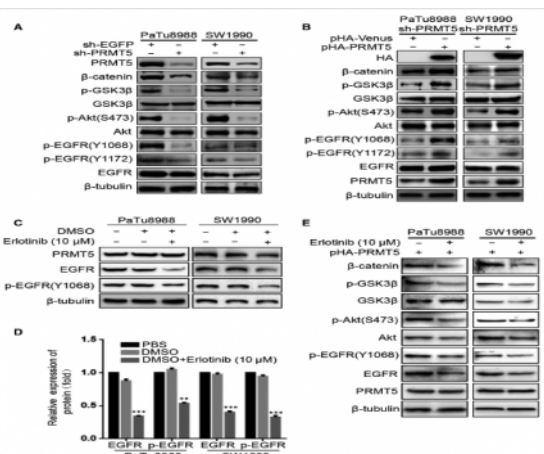 A
PaTu8988 SW1990
sh-EGFP + - + -
sh-PRMT5 - + - +
PRMT5
β-catenin
p-GSK3β
GSK3β
p-Akt(S473)
Akt
p-EGFR(Y1068)
p-EGFR(Y1172)
EGFR
β-tubulin
B
PaTu8988 SW1990
sh-PRMT5 sh-PRMT5
pHA-Venus + - + -
pHA-PRMT5 - + - +
HA
β-catenin
p-GSK3β
GSK3β
p-Akt(S473)
Akt
p-EGFR(Y1068)
p-EGFR(Y1172)
EGFR
PRMT5
β-tubulin
C
PaTu8988 SW1990
DMSO - + + - + +
Erlotinib (10 μM) - - + - - +
PRMT5
EGFR
p-EGFR(Y1068)
β-tubulin
D
PBS
DMSO
DMSO+Erlotinib (10 μM)
Relative expression of
protein (fold)
1.5
1.0
0.5
0.0
*** ** *** ***
EGFR p-EGFR EGFR p-EGFR
PaTu8988 SW1990
E
PaTu8988 SW1990
Erlotinib (10 μM) - + - +
pHA-PRMT5 + + + +
β-catenin
p-GSK3β
GSK3β
p-Akt(S473)
Akt
p-EGFR(Y1068)
EGFR
PRMT5
β-tubulin